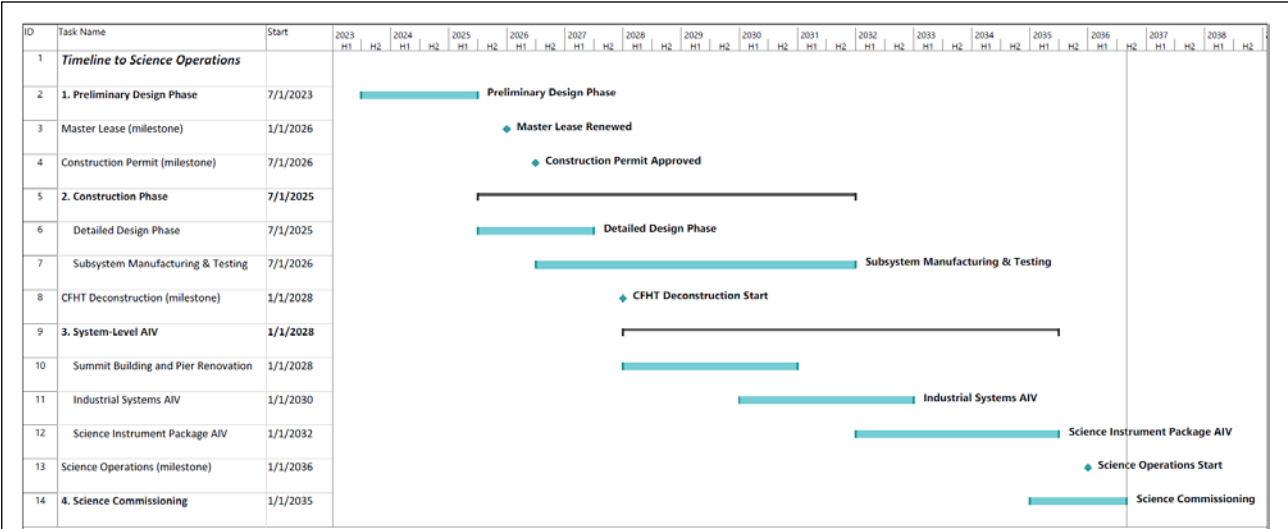 ID Task Name Start 2023 2024 2025 2026 2027 2028 2029 2030 2031 2032 2033 2034 2035 2036 2037 2038
H1 H2 H1 H2 H1 H2 H1 H2 H1 H2 H1 H2 H1 H2 H1 H2 H1 H2 H1 H2 H1 H2 H1 H2 H1 H2 H1 H2 H1 H2 H1 H2
1 Timeline to Science Operations
2 1. Preliminary Design Phase 7/1/2023 Preliminary Design Phase
3 Master Lease (milestone) 1/1/2026 Master Lease Renewed
4 Construction Permit (milestone) 7/1/2026 Construction Permit Approved
5 2. Construction Phase 7/1/2025
6 Detailed Design Phase 7/1/2025 Detailed Design Phase
7 Subsystem Manufacturing & Testing 7/1/2026 Subsystem Manufacturing & Testing
8 CFHT Deconstruction (milestone) 1/1/2028 CFHT Deconstruction Start
9 3. System-Level AIV 1/1/2028
10 Summit Building and Pier Renovation 1/1/2028
11 Industrial Systems AIV 1/1/2030 Industrial Systems AIV
12 Science Instrument Package AIV 1/1/2032 Science Instrument Package AIV
13 Science Operations (milestone) 1/1/2036 Science Operations Start
14 4. Science Commissioning 1/1/2035 Science Commissioning